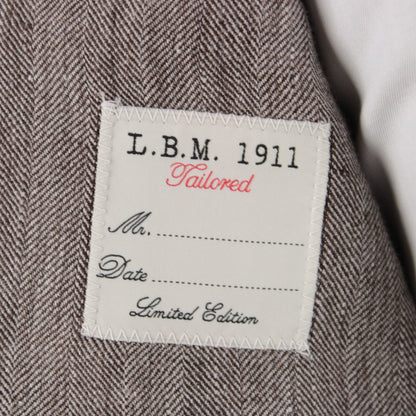 L.B.M. 1911
Tailored
Mr.
Date
Limited Edition